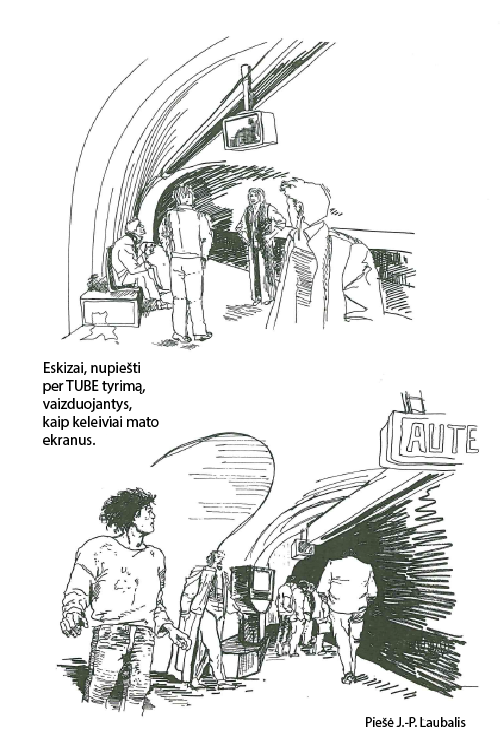 Eskizai, nupiešti
per TUBE tyrimą,
vaizduojantys,
kaip keleiviai mato
ekranus.
AUTE
Piešė J.-P. Laubalis